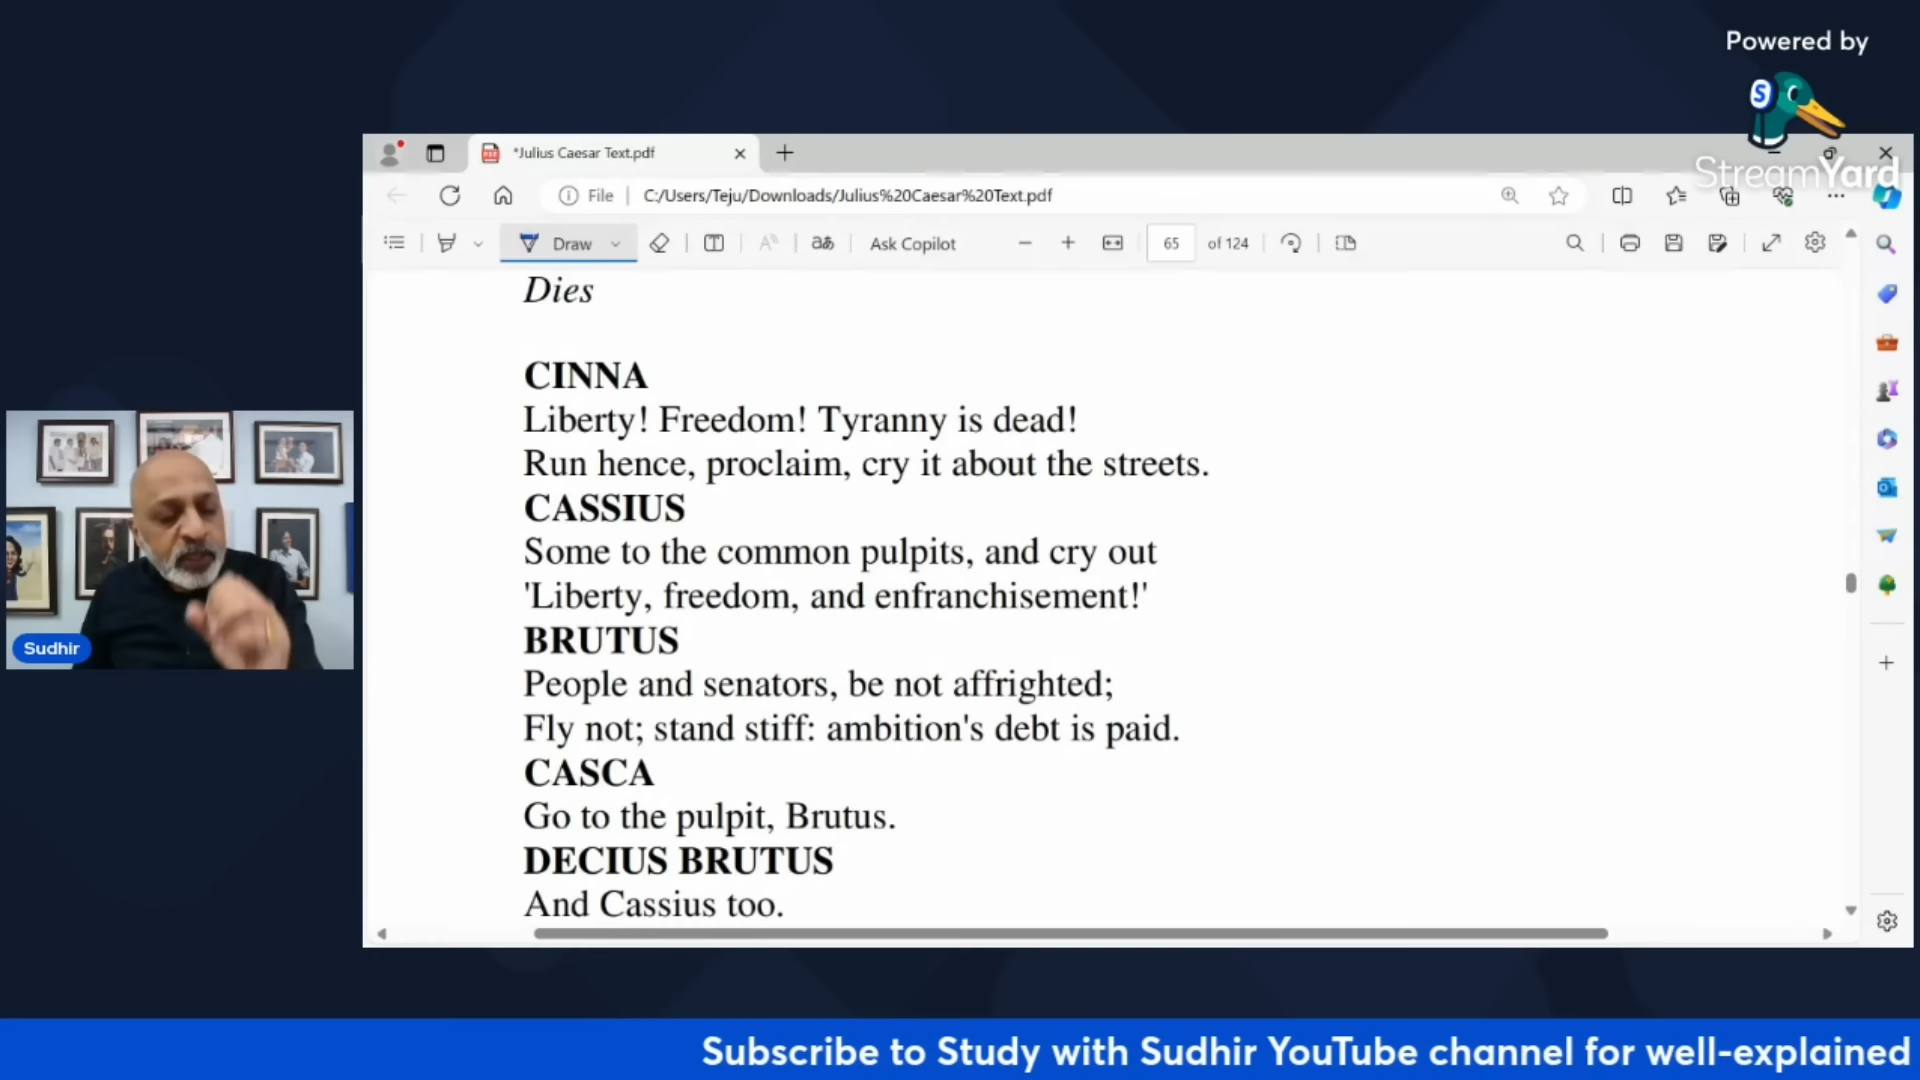 Powered by
S
StreamYard
*Julius Caesar Text.pdf
File
C:/Users/Teju/Downloads/Julius%20Caesar%20Text.pdf
Draw
Ask Copilot
65
of 124
Dies
CINNA
Liberty! Freedom! Tyranny is dead!
Run hence, proclaim, cry it about the streets.
CASSIUS
Some to the common pulpits, and cry out
'Liberty, freedom, and enfranchisement!'
BRUTUS
People and senators, be not affrighted;
Fly not; stand stiff: ambition's debt is paid.
CASCA
Go to the pulpit, Brutus.
DECIUS BRUTUS
And Cassius too.
Sudhir
Subscribe to Study with Sudhir YouTube channel for well-explained